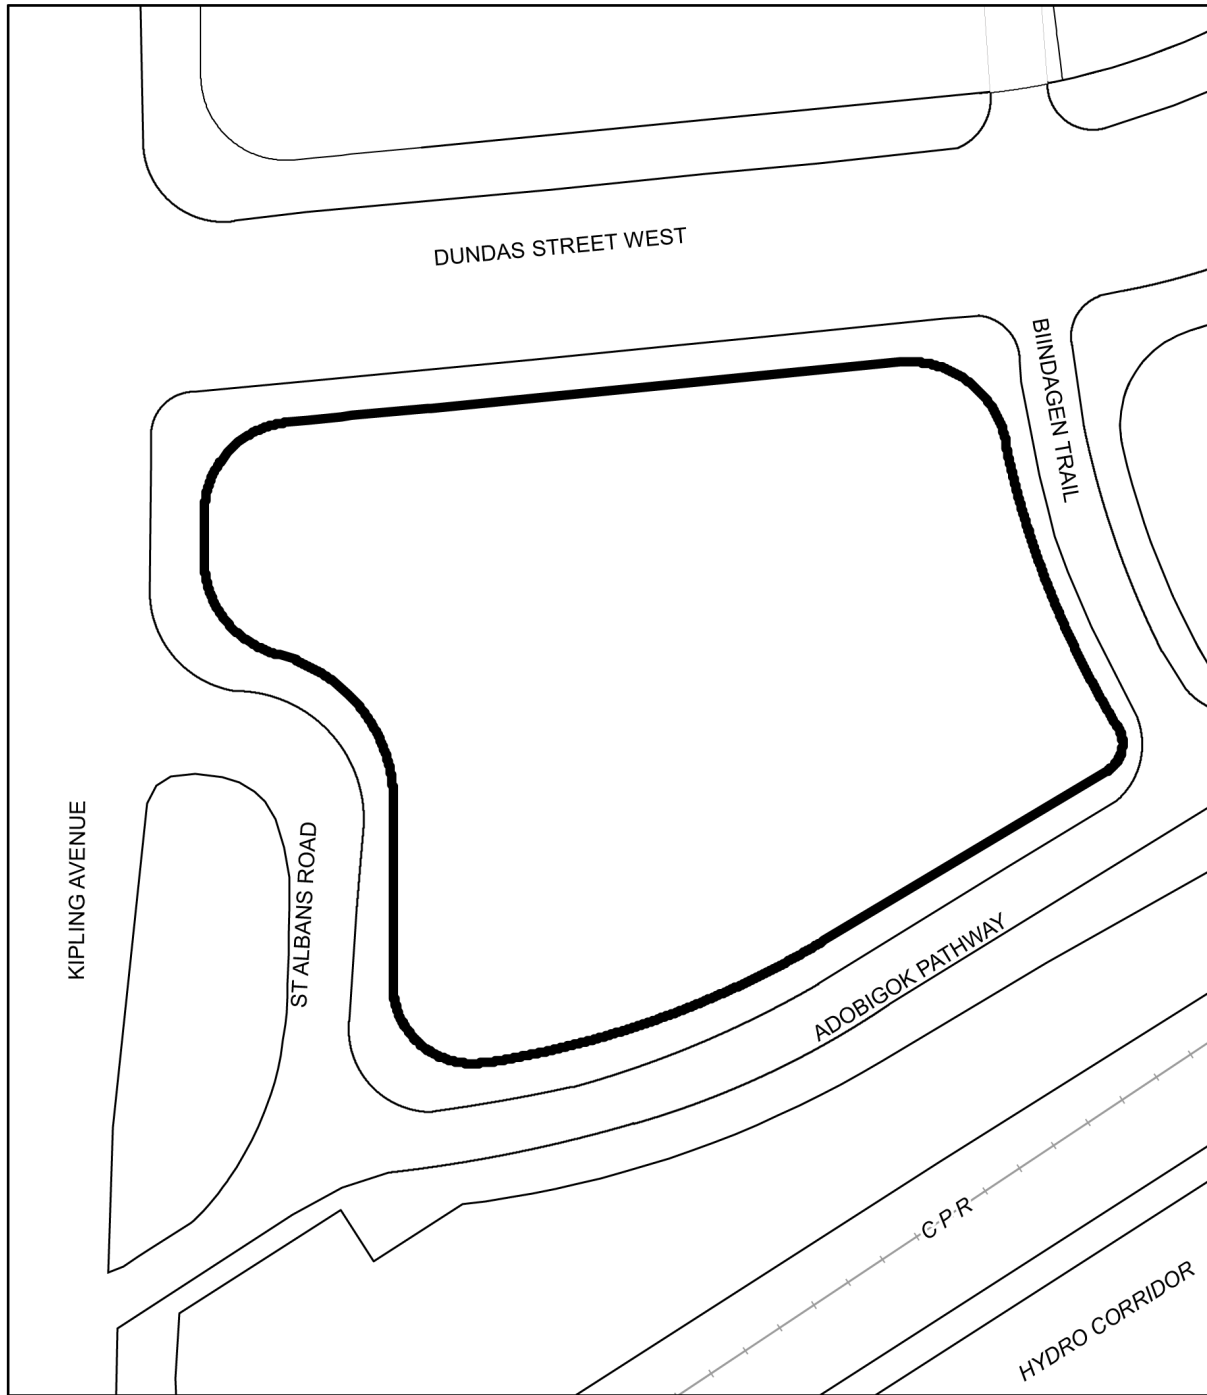 DUNDAS STREET WEST
BIINDAGEN TRAIL
KIPLING AVENUE
ST ALBANS ROAD
ADOBIGOK PATHWAY
C-P-R
HYDRO CORRIDOR